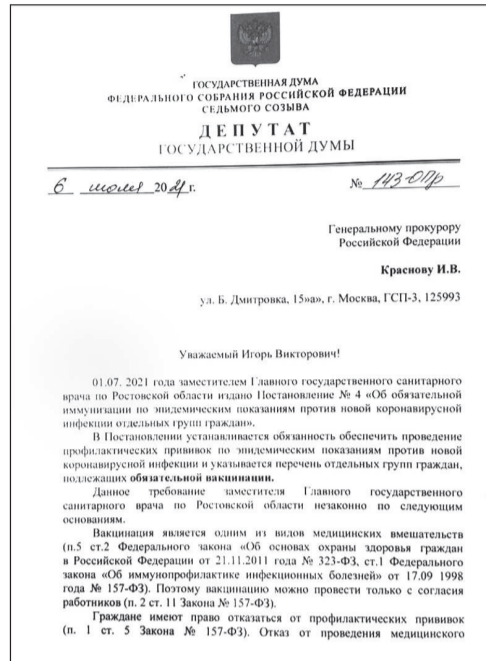 ГОСУДАРСТВЕННАЯ ДУМА
ФЕДЕРАЛЬНОГО СОБРАНИЯ РОССИЙСКОЙ ФЕДЕРАЦИИ
СЕДЬМОГО СОЗЫВА
ДЕПУТАТ
ГОСУДАРСТВЕННОЙ ДУМЫ
6 июля 2021 г. № 143-ОПр
Генеральному прокурору
Российской Федерации
Краснову И.В.
ул. Б. Дмитровка, 15»а», г. Москва, ГСП-3, 125993
Уважаемый Игорь Викторович!
01.07. 2021 года заместителем Главного государственного санитарного
врача по Ростовской области издано Постановление № 4 «Об обязательной
иммунизации по эпидемическим показаниям против новой коронавирусной
инфекции отдельных групп граждан».
В Постановлении устанавливается обязанность обеспечить проведение
профилактических прививок по эпидемическим показаниям против новой
коронавирусной инфекции и указывается перечень отдельных групп граждан,
подлежащих обязательной вакцинации.
Данное требование заместителя Главного государственного
санитарного врача по Ростовской области незаконно по следующим
основаниям.
Вакцинация является одним из видов медицинских вмешательств
(п.5 ст.2 Федерального закона «Об основах охраны здоровья граждан
в Российской Федерации от 21.11.2011 года № 323-ФЗ, ст.1 Федерального
закона «Об иммунопрофилактике инфекционных болезней» от 17.09 1998
года № 157-ФЗ). Поэтому вакцинацию можно провести только с согласия
работников (п. 2 ст. 11 Закона № 157-ФЗ).
Граждане имеют право отказаться от профилактических прививок
(п. 1 ст. 5 Закона № 157-ФЗ). Отказ от проведения медицинского